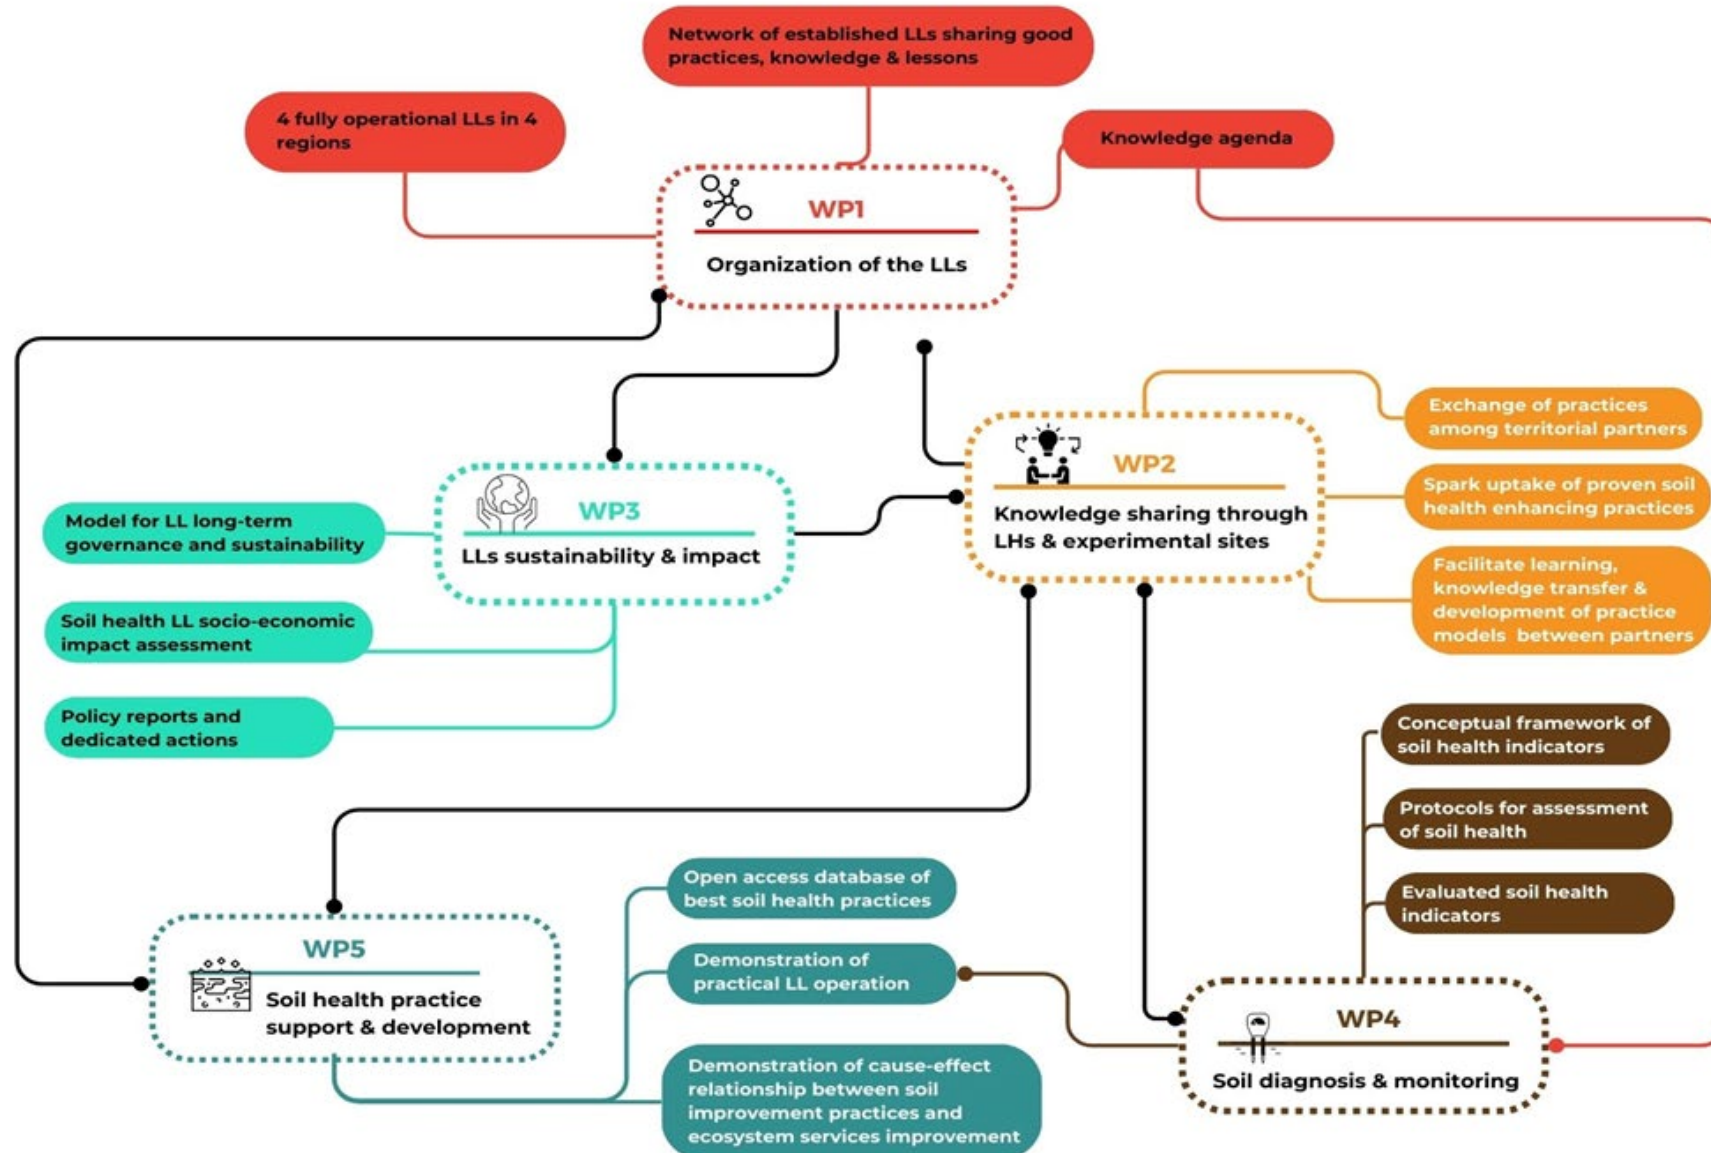 Network of established LLs sharing good
practices, knowledge & lessons
4 fully operational LLs in 4
regions
Knowledge agenda
WP1
Organization of the LLs
Exchange of practices
among territorial partners
WP2
Knowledge sharing through
LHs & experimental sites
Spark uptake of proven soil
health enhancing practices
Facilitate learning,
knowledge transfer &
development of practice
models between partners
WP3
LLs sustainability & impact
Model for LL long-term
governance and sustainability
Soil health LL socio-economic
impact assessment
Policy reports and
dedicated actions
Conceptual framework of
soil health indicators
Protocols for assessment
of soil health
Evaluated soil health
indicators
Open access database of
best soil health practices
WP5
Soil health practice
support & development
Demonstration of
practical LL operation
WP4
Soil diagnosis & monitoring
Demonstration of cause-effect
relationship between soil
improvement practices and
ecosystem services improvement